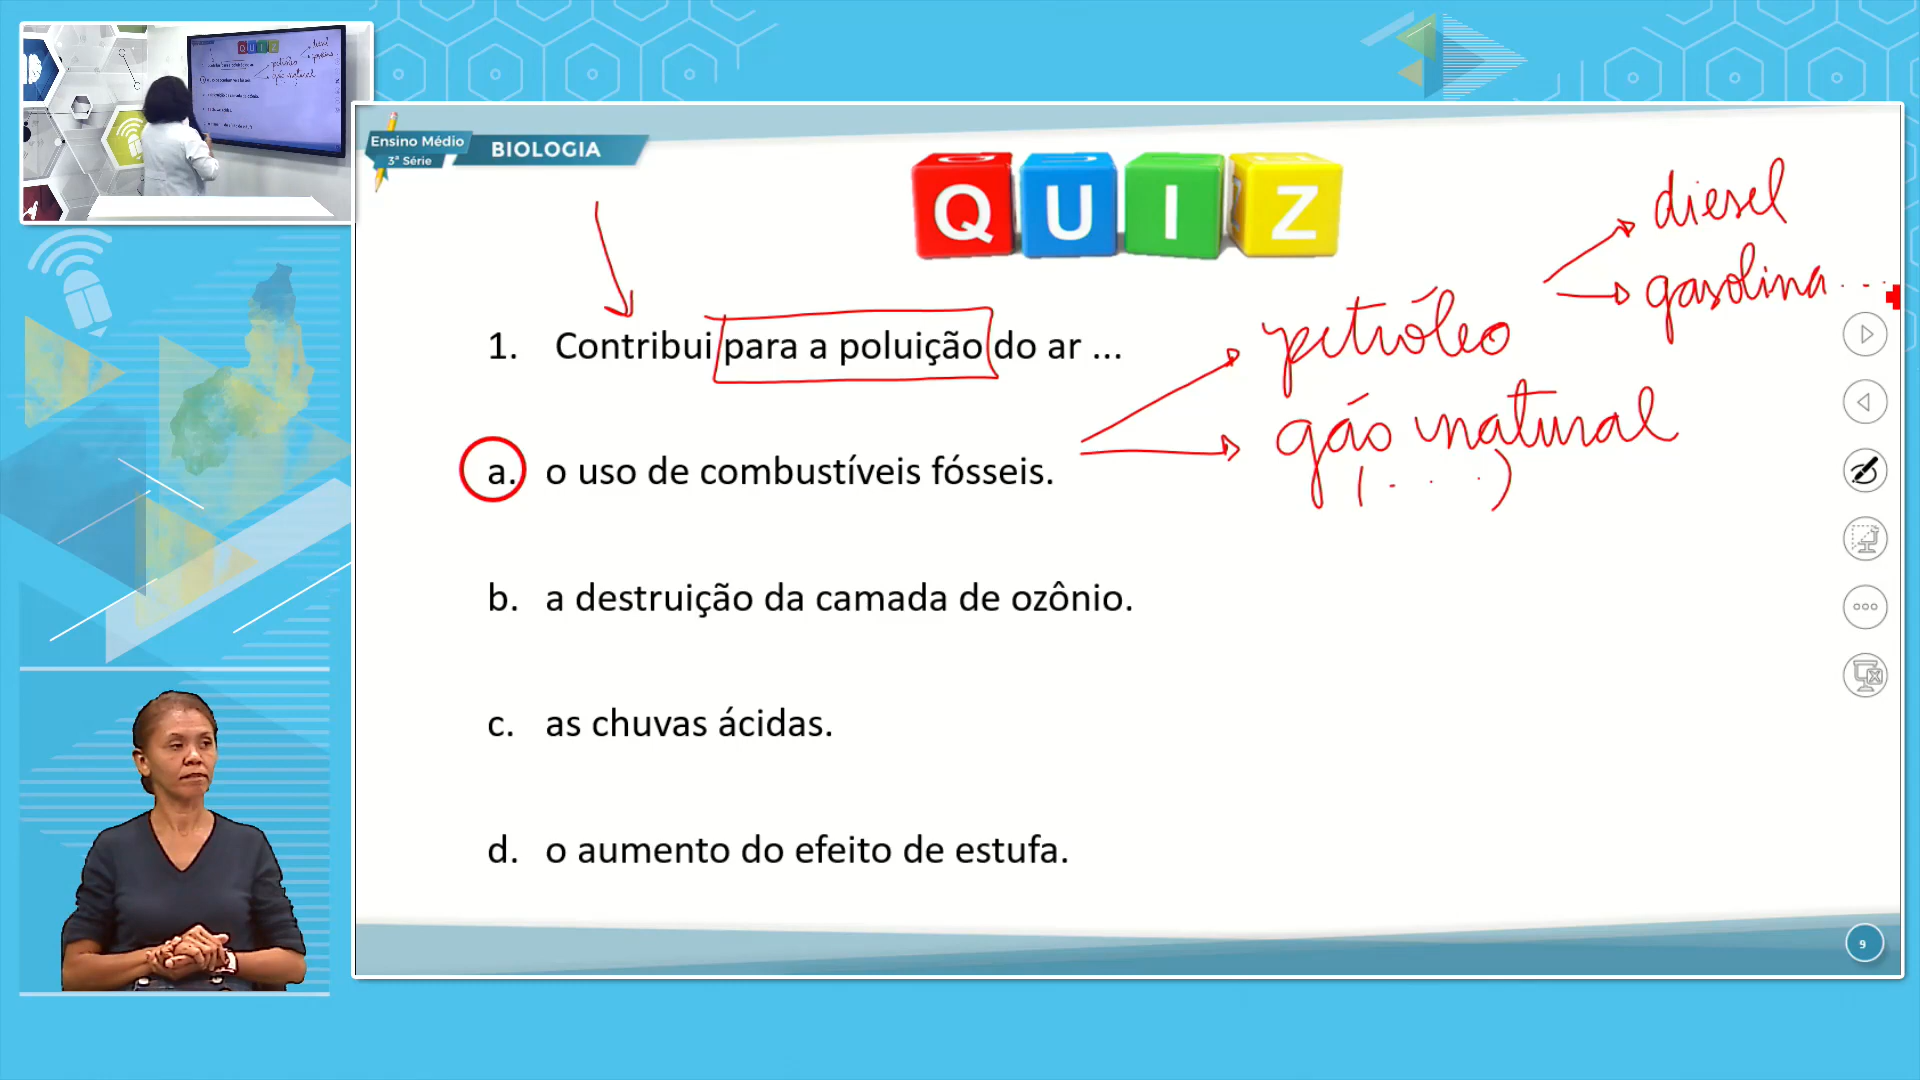 Ensino Médio
3ª Série
BIOLOGIA
QUIZ
diesel
gasolina...
petróleo
gás natural
(...)
1. Contribui para a poluição do ar ...
a. o uso de combustíveis fósseis.
b. a destruição da camada de ozônio.
c. as chuvas ácidas.
d. o aumento do efeito de estufa.
9